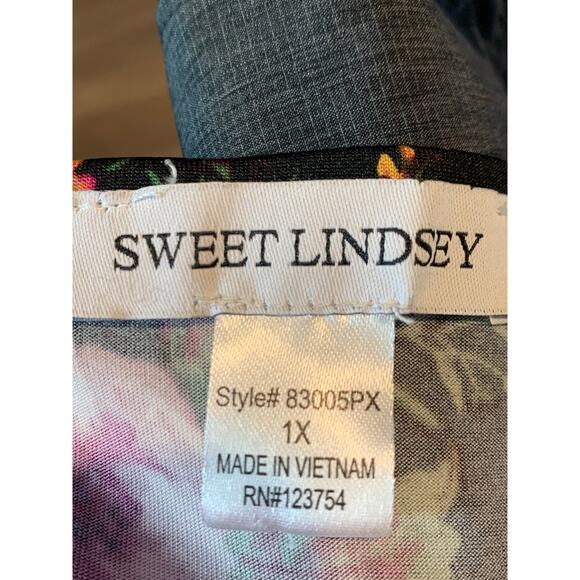 SWEET LINDSEY
Style# 83005PX
1X
MADE IN VIETNAM
RN#123754